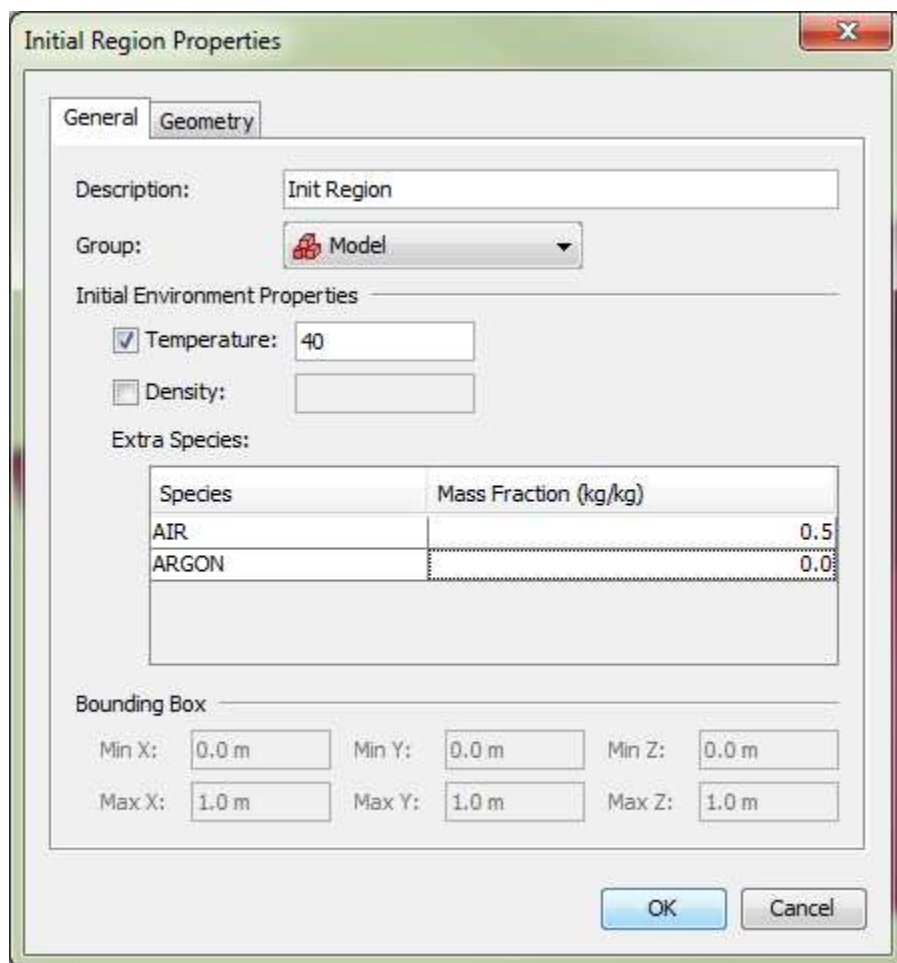 Initial Region Properties
General Geometry
Description: Init Region
Group: Model
Initial Environment Properties
Temperature: 40
Density:
Extra Species:
Species Mass Fraction (kg/kg)
AIR 0.5
ARGON 0.0
Bounding Box
Min X: 0.0 m Min Y: 0.0 m Min Z: 0.0 m
Max X: 1.0 m Max Y: 1.0 m Max Z: 1.0 m
OK Cancel